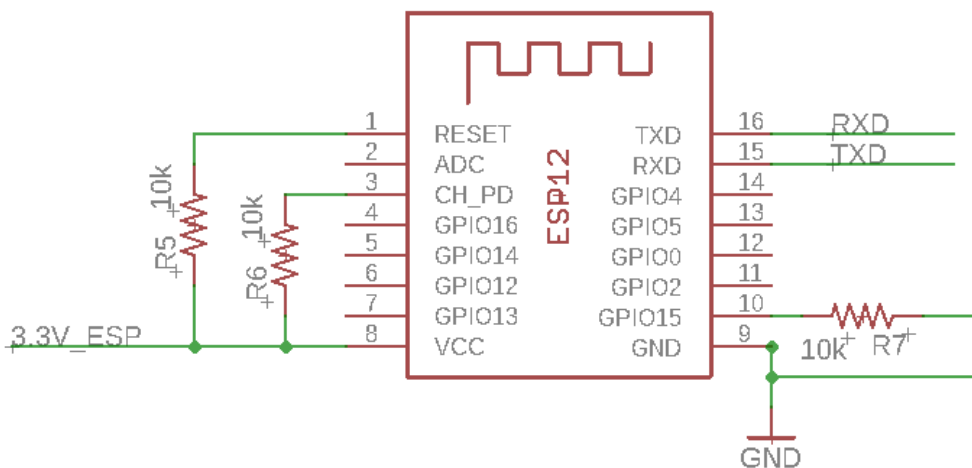 1
RESET
TXD
16
RXD
2
ADC
RXD
15
TXD
10k
3
CH_PD
GPIO4
14
10k
4
GPIO16
GPIO5
13
R5
5
GPIO14
GPIO0
12
R6
6
GPIO12
GPIO2
11
7
GPIO13
GPIO15
10
10k
R7
3.3V_ESP
8
VCC
GND
9
ESP12
GND